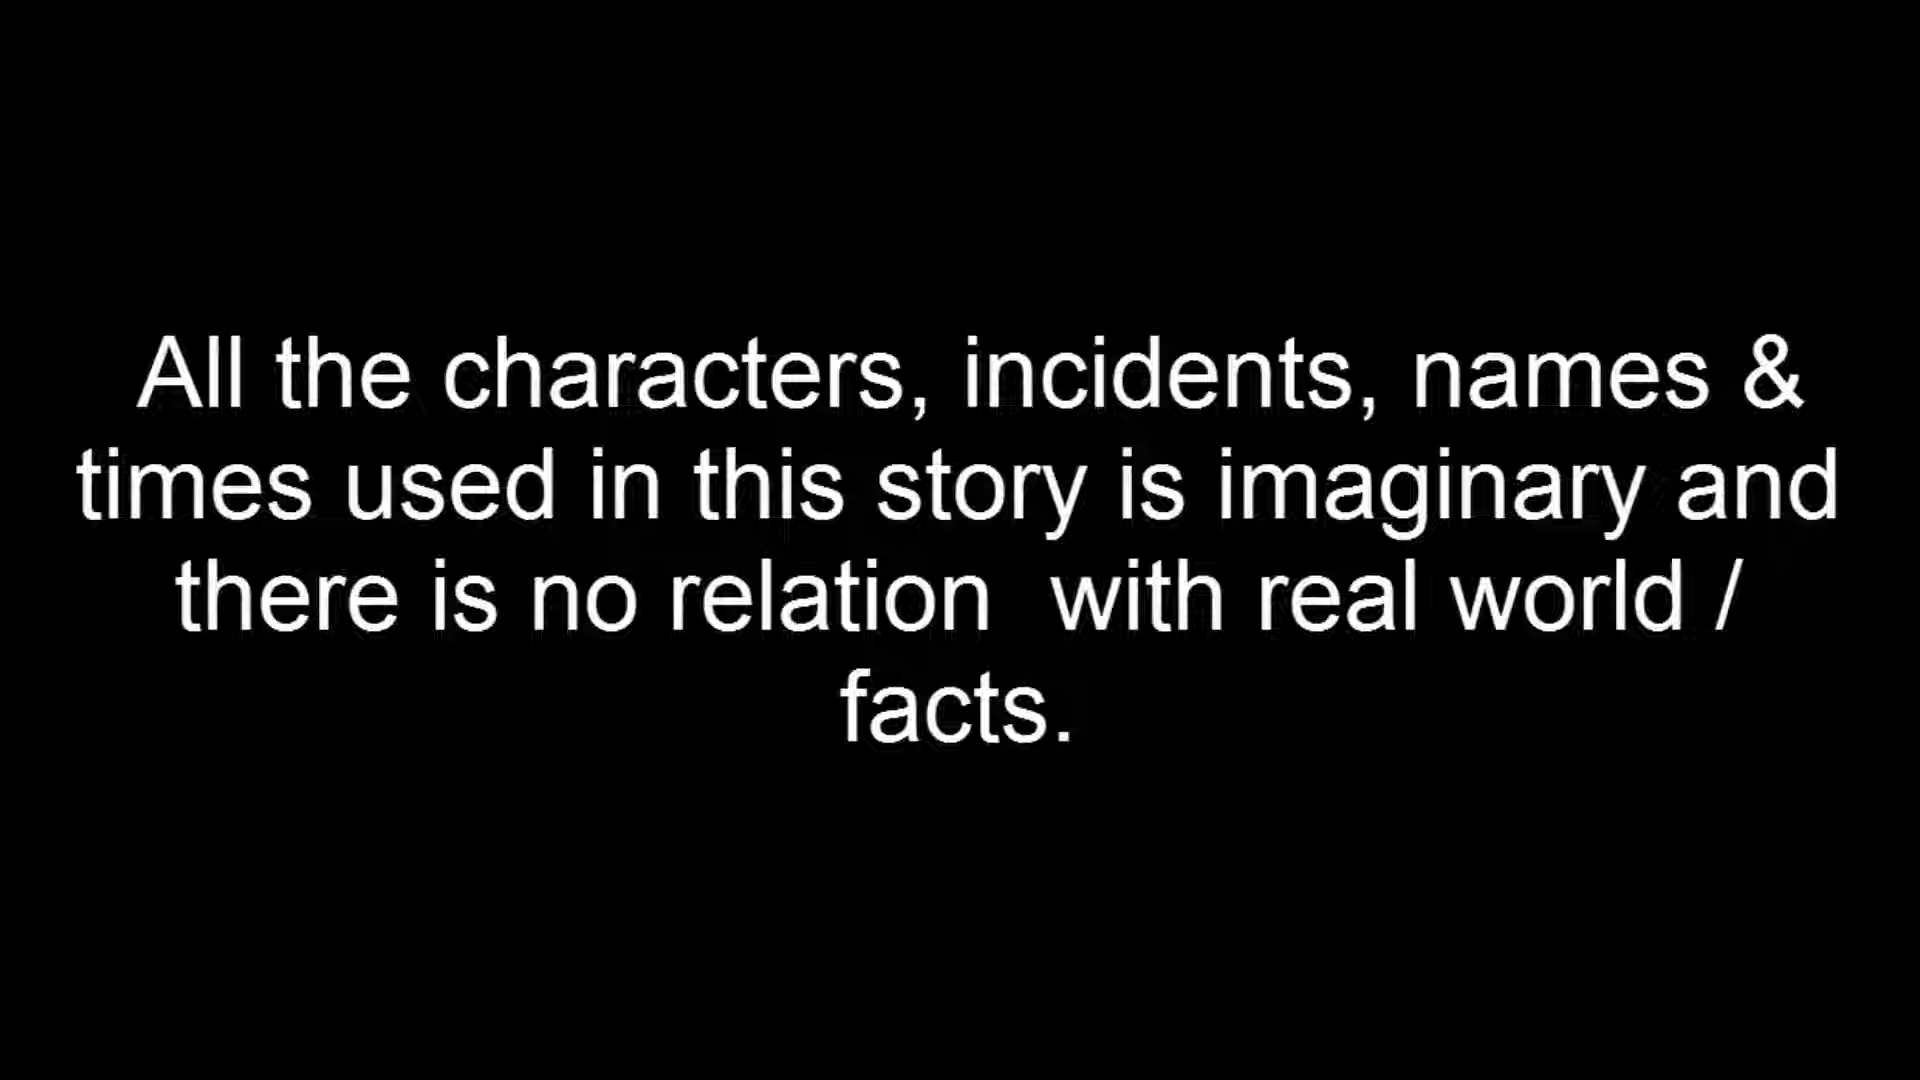 All the characters, incidents, names &
times used in this story is imaginary and
there is no relation  with real world /
facts.